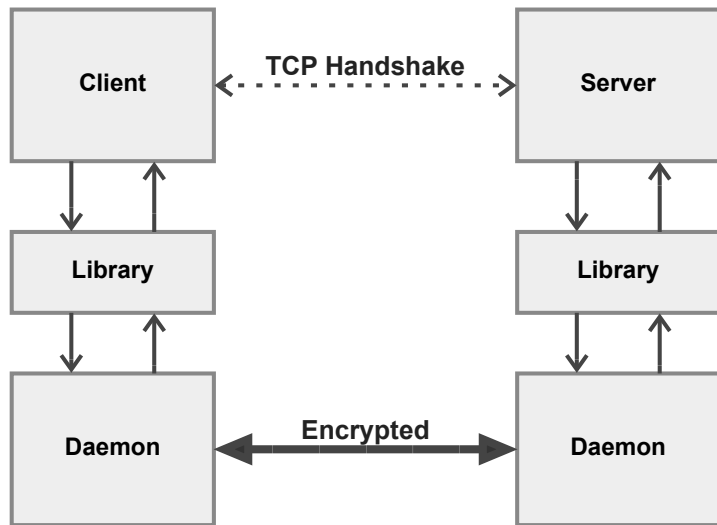 Client
TCP Handshake
Server
Library
Library
Daemon
Encrypted
Daemon